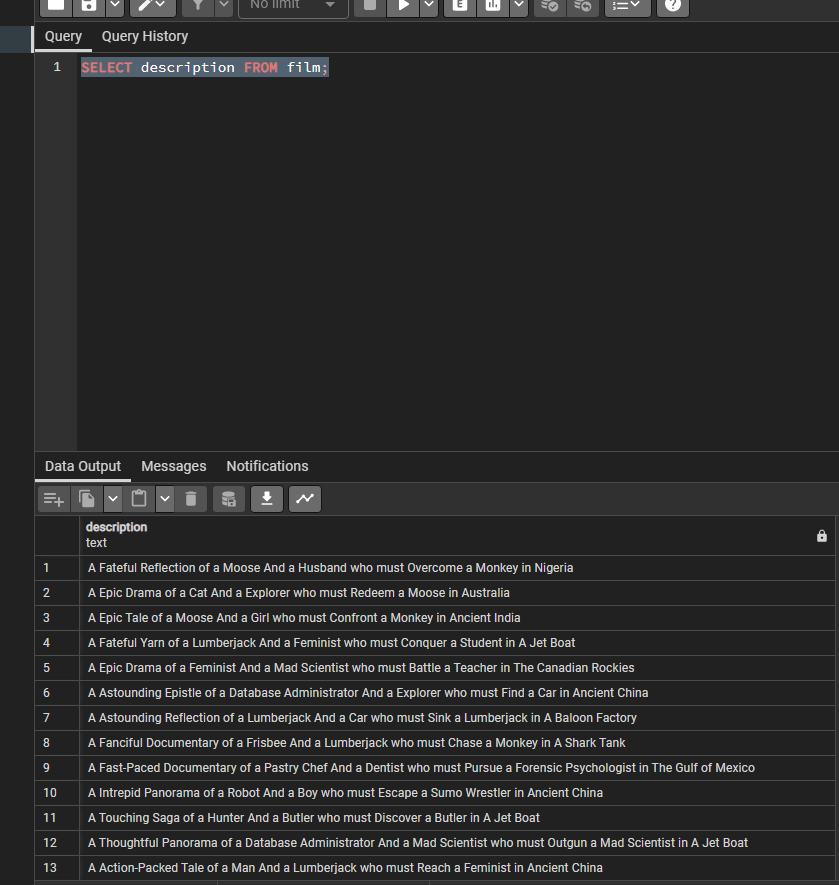 No limit
Query Query History
1 SELECT description FROM film;
Data Output Messages Notifications
description
text
1 A Fateful Reflection of a Moose And a Husband who must Overcome a Monkey in Nigeria
2 A Epic Drama of a Cat And a Explorer who must Redeem a Moose in Australia
3 A Epic Tale of a Moose And a Girl who must Confront a Monkey in Ancient India
4 A Fateful Yarn of a Lumberjack And a Feminist who must Conquer a Student in A Jet Boat
5 A Epic Drama of a Feminist And a Mad Scientist who must Battle a Teacher in The Canadian Rockies
6 A Astounding Epistle of a Database Administrator And a Explorer who must Find a Car in Ancient China
7 A Astounding Reflection of a Lumberjack And a Car who must Sink a Lumberjack in A Baloon Factory
8 A Fanciful Documentary of a Frisbee And a Lumberjack who must Chase a Monkey in A Shark Tank
9 A Fast-Paced Documentary of a Pastry Chef And a Dentist who must Pursue a Forensic Psychologist in The Gulf of Mexico
10 A Intrepid Panorama of a Robot And a Boy who must Escape a Sumo Wrestler in Ancient China
11 A Touching Saga of a Hunter And a Butler who must Discover a Butler in A Jet Boat
12 A Thoughtful Panorama of a Database Administrator And a Mad Scientist who must Outgun a Mad Scientist in A Jet Boat
13 A Action-Packed Tale of a Man And a Lumberjack who must Reach a Feminist in Ancient China